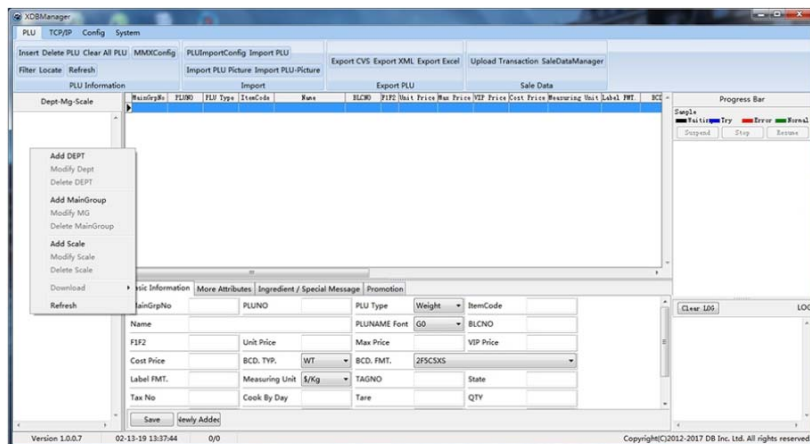 XDBManager
PLU TCP/IP Config System
Insert Delete PLU Clear All PLU MMXConfig PLUImportConfig Import PLU
Export CVS Export XML Export Excel Upload Transaction SaleDataManager
Filter Locate Refresh Import PLU Picture Import PLU-Picture
PLU Information Import Export PLU Sale Data
Dept-Mg-Scale MainGrpNo PLUNO PLU Type ItemCode Name BLCNO F1F2 Unit Price Max Price VIP Price Cost Price Measuring Unit Label FMT. BCD Progress Bar
Sample
Waiting Try Error Normal
Suspend Stop Resume
Add DEPT
Modify Dept
Delete DEPT
Add MainGroup
Modify MG
Delete MainGroup
Add Scale
Modify Scale
Delete Scale
Download
Refresh
asic Information More Attributes Ingredient / Special Message Promotion
MainGrpNo PLUNO PLU Type Weight ItemCode Clear LOG LOG
Name PLUNAME Font G0 BLCNO
F1F2 Unit Price Max Price VIP Price
Cost Price BCD. TYP. WT BCD. FMT. 2F5C5XS
Label FMT. Measuring Unit $/Kg TAGNO State
Tax No Cook By Day Tare QTY
Save Newly Added
Version 1.0.0.7 02-13-19 13:37:44 0/0 Copyright(C)2012-2017 DB Inc. Ltd. All rights reserved